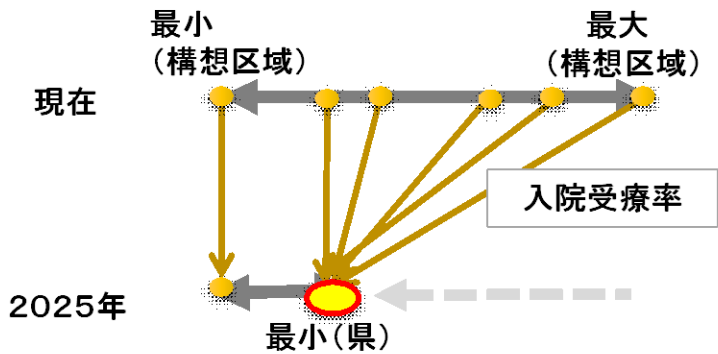 最小
（構想区域）
最大
（構想区域）
現在
入院受療率
2025年
最小（県）